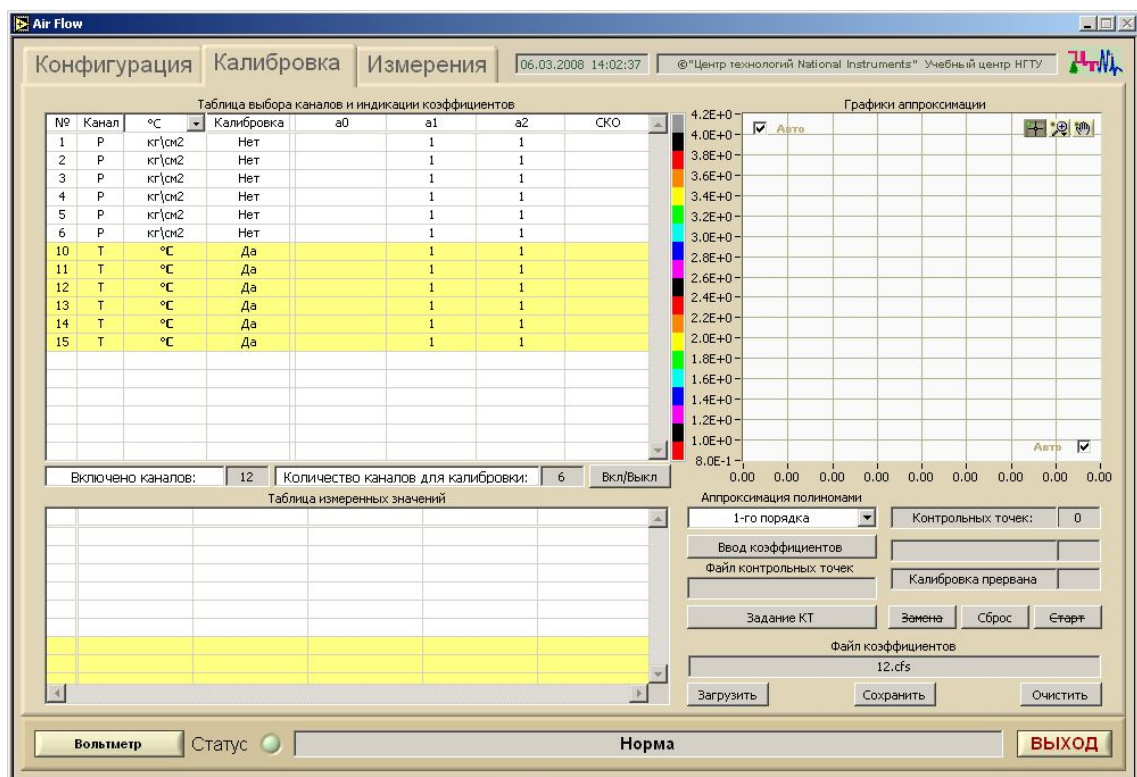 Air Flow
Конфигурация Калибровка Измерения 06.03.2008 14:02:37 ©"Центр технологий National Instruments" Учебный центр НГТУ
Таблица выбора каналов и индикации коэффициентов
№ Канал °C Калибровка a0 a1 a2 СКО
1 P кг\см2 Нет 1 1
2 P кг\см2 Нет 1 1
3 P кг\см2 Нет 1 1
4 P кг\см2 Нет 1 1
5 P кг\см2 Нет 1 1
6 P кг\см2 Нет 1 1
10 T °C Да 1 1
11 T °C Да 1 1
12 T °C Да 1 1
13 T °C Да 1 1
14 T °C Да 1 1
15 T °C Да 1 1
Включено каналов: 12 Количество каналов для калибровки: 6 Вкл/Выкл
Таблица измеренных значений
Графики аппроксимации
Авто
4.2E+0
4.0E+0
3.8E+0
3.6E+0
3.4E+0
3.2E+0
3.0E+0
2.8E+0
2.6E+0
2.4E+0
2.2E+0
2.0E+0
1.8E+0
1.6E+0
1.4E+0
1.2E+0
1.0E+0
8.0E-1
Авто
0.00 0.00 0.00 0.00 0.00 0.00 0.00 0.00 0.00
Аппроксимация полиномами
1-го порядка Контрольных точек: 0
Ввод коэффициентов
Файл контрольных точек
Калибровка прервана
Задание КТ Замена Сброс Старт
Файл коэффициентов
12.cfs
Загрузить Сохранить Очистить
Вольтметр Статус Норма ВЫХОД